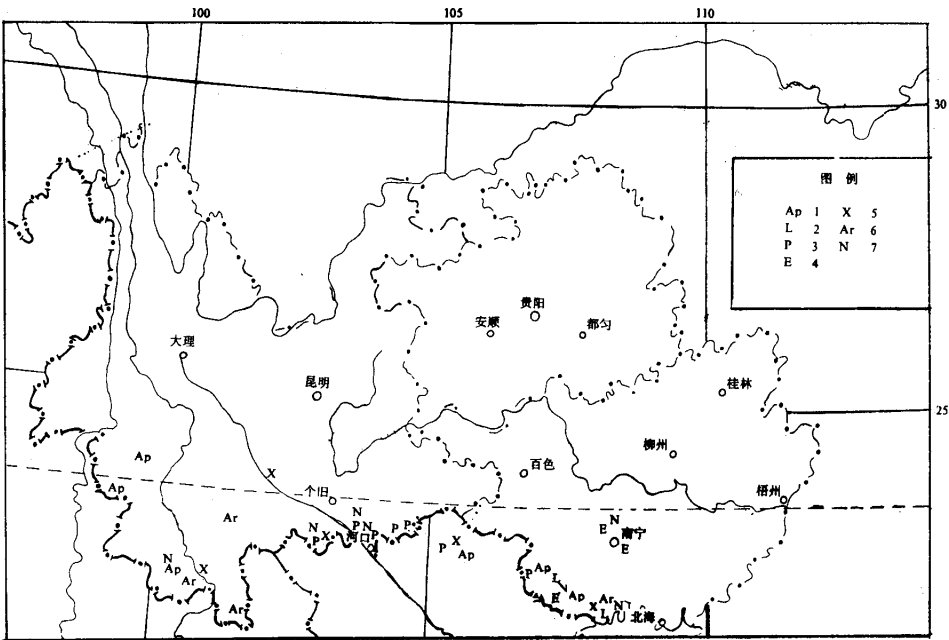 100 105 110
30
图 例
Ap 1 X 5
L 2 Ar 6
P 3 N 7
E 4
贵阳
安顺
都匀
大理
昆明
桂林
25
柳州
百色
Ap
X
梧州
Ap
个旧
Ar
N
N P N
P X 河口 P P P
E N 南宁
E
P X
Ap
N
Ap X
Ar
P Ap L
E Ap
Ar
X Ar N 北海
L